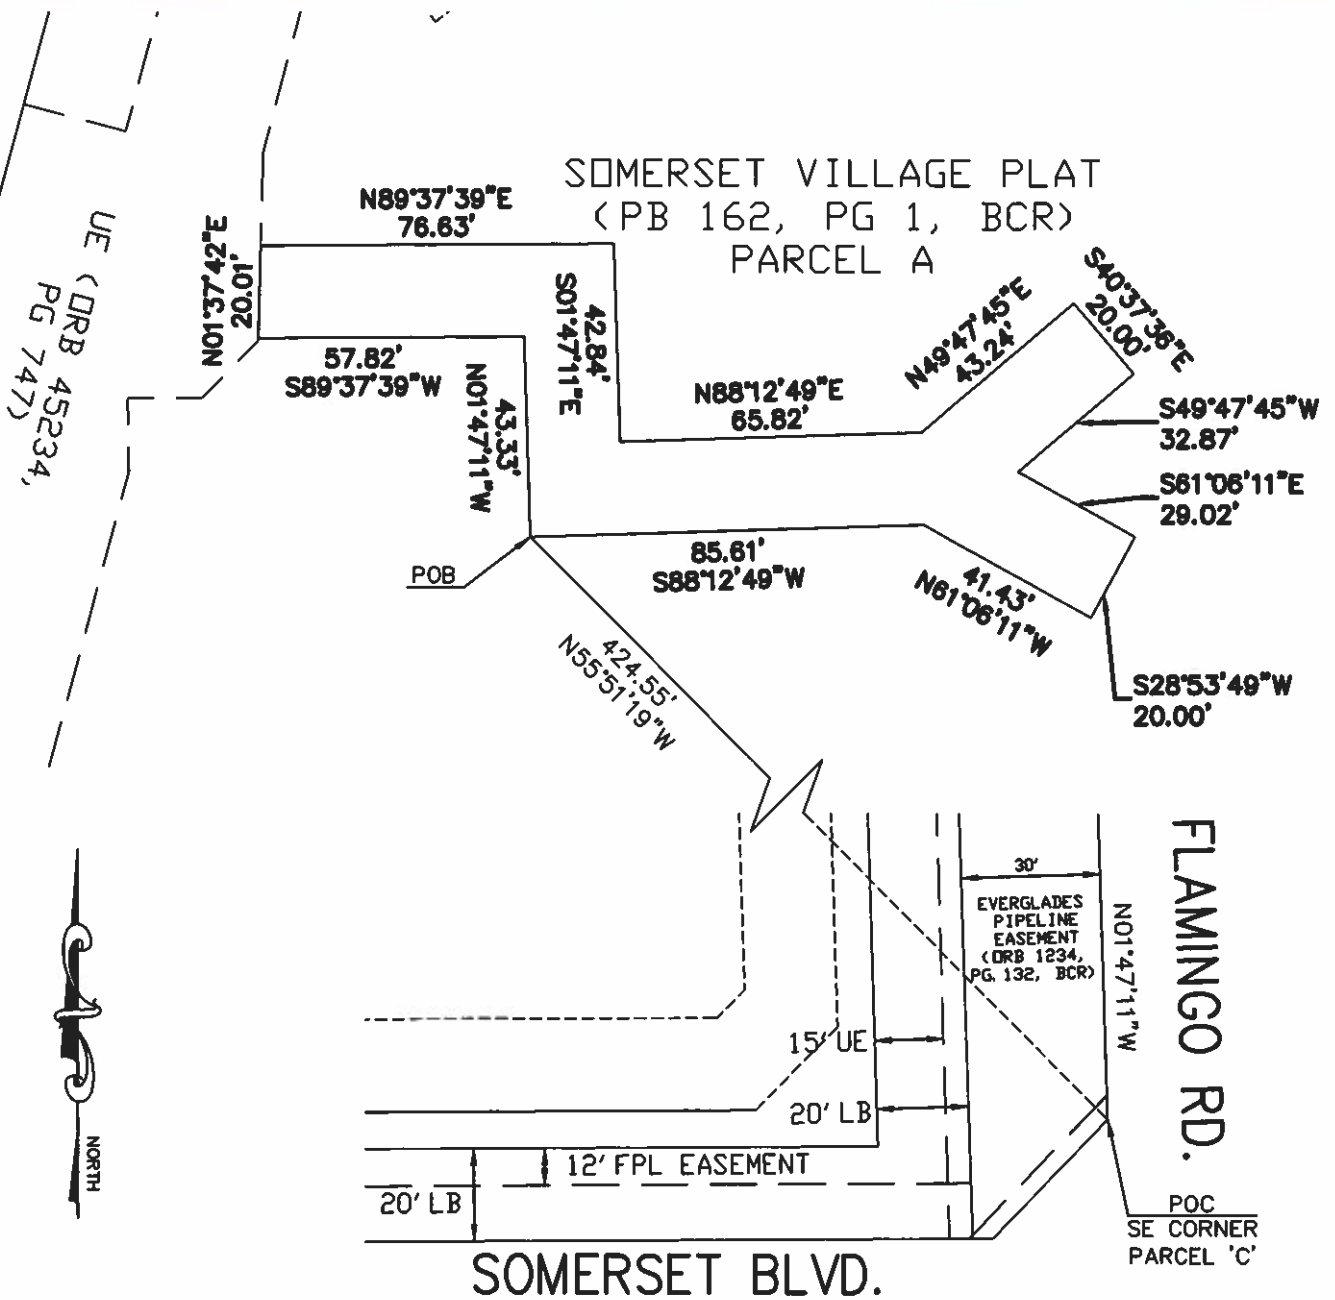 SOMERSET VILLAGE PLAT
(PB 162, PG 1, BCR)
PARCEL A
UE (ORB 45234,
PG 747)
N01°37'42"E
20.01'
N89°37'39"E
76.63'
57.82'
S89°37'39"W
42.84'
S01°47'11"E
43.33'
N01°47'11"W
N88°12'49"E
65.82'
N49°47'45"E
43.24'
S40°37'36"E
20.00'
S49°47'45"W
32.87'
S61°06'11"E
29.02'
85.61'
S88°12'49"W
41.43'
N61°06'11"W
S28°53'49"W
20.00'
POB
424.55'
N55°51'19"W
30'
EVERGLADES
PIPELINE
EASEMENT
(ORB 1234,
PG. 132, BCR)
N01°47'11"W
FLAMINGO RD.
15' UE
20' LB
12' FPL EASEMENT
20' LB
NORTH
POC
SE CORNER
PARCEL 'C'
SOMERSET BLVD.